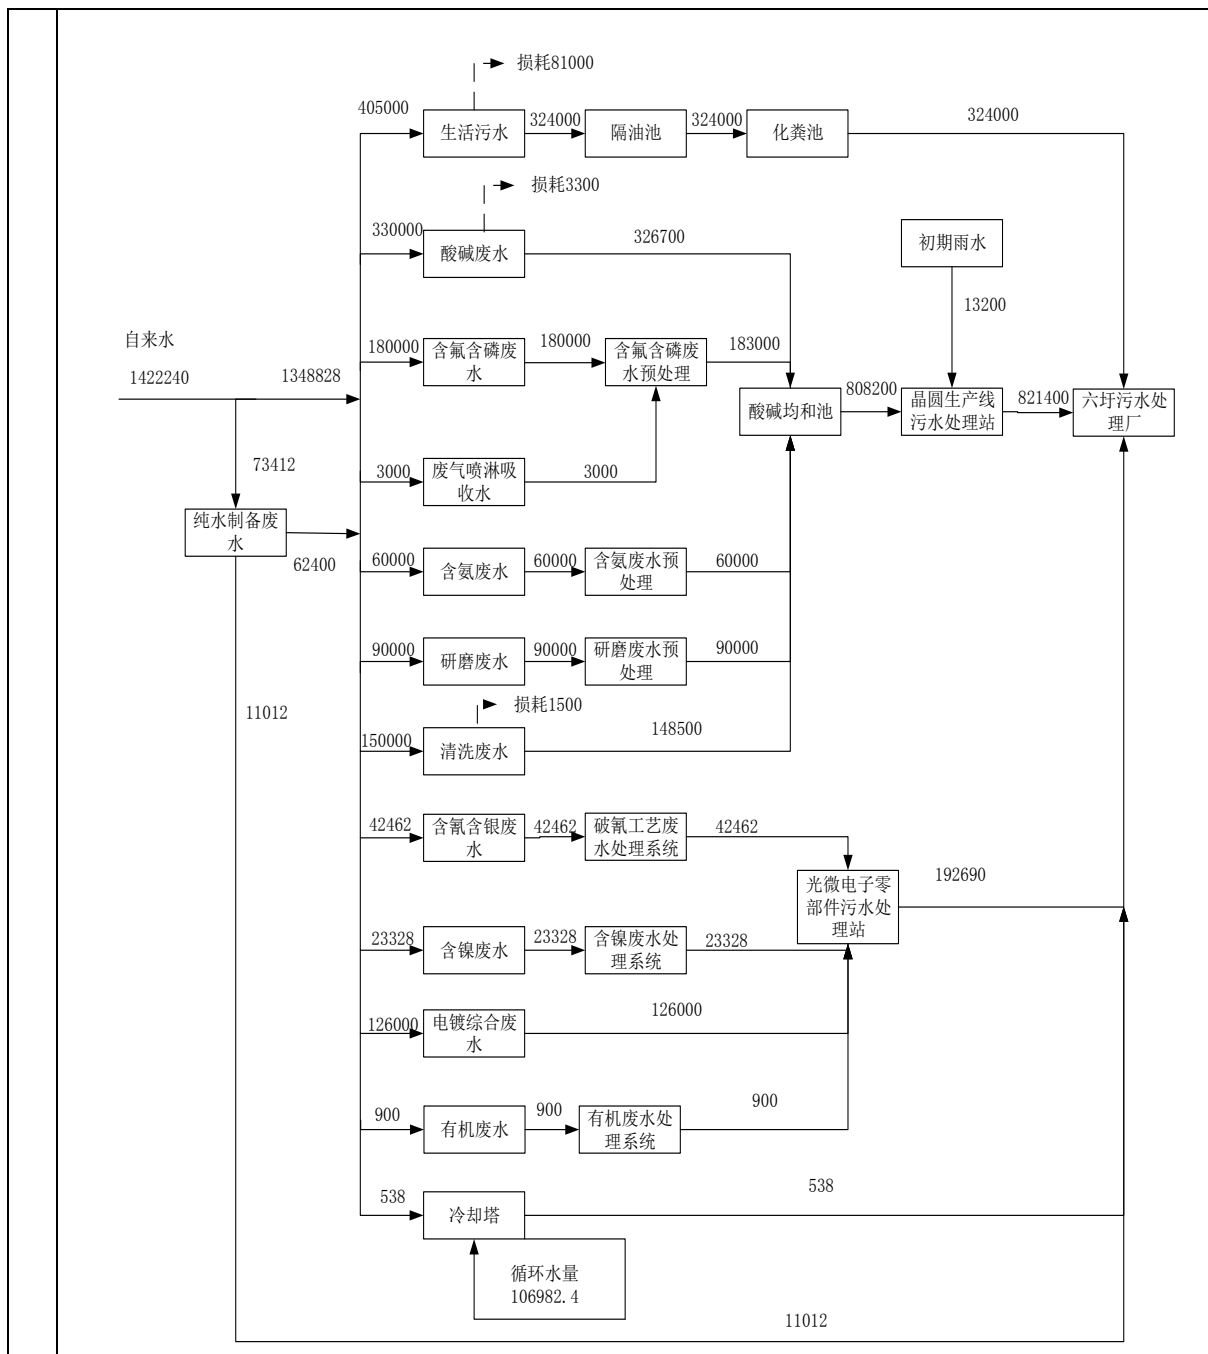 损耗81000
405000
生活污水
324000
隔油池
324000
化粪池
324000
损耗3300
330000
酸碱废水
326700
初期雨水
13200
自来水
1422240
1348828
180000
含氟含磷废
水
180000
含氟含磷废
水预处理
183000
酸碱均和池
808200
晶圆生产线
污水处理站
821400
六圩污水处
理厂
73412
3000
废气喷淋吸
收水
3000
纯水制备废
水
62400
60000
含氨废水
60000
含氨废水预
处理
60000
90000
研磨废水
90000
研磨废水预
处理
90000
11012
损耗1500
150000
清洗废水
148500
42462
含氰含银废
水
42462
破氰工艺废
水处理系统
42462
光微电子零
部件污水处
理站
192690
23328
含镍废水
23328
含镍废水处
理系统
23328
126000
电镀综合废
水
126000
900
有机废水
900
有机废水处
理系统
900
538
冷却塔
538
循环水量
106982.4
11012